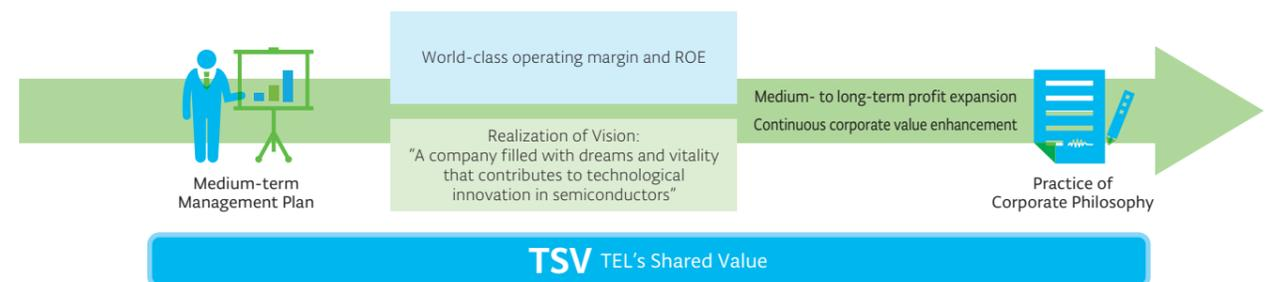 World-class operating margin and ROE
Medium- to long-term profit expansion
Continuous corporate value enhancement
Realization of Vision:
“A company filled with dreams and vitality
that contributes to technological
innovation in semiconductors”
Medium-term
Management Plan
Practice of
Corporate Philosophy
TSV TEL’s Shared Value